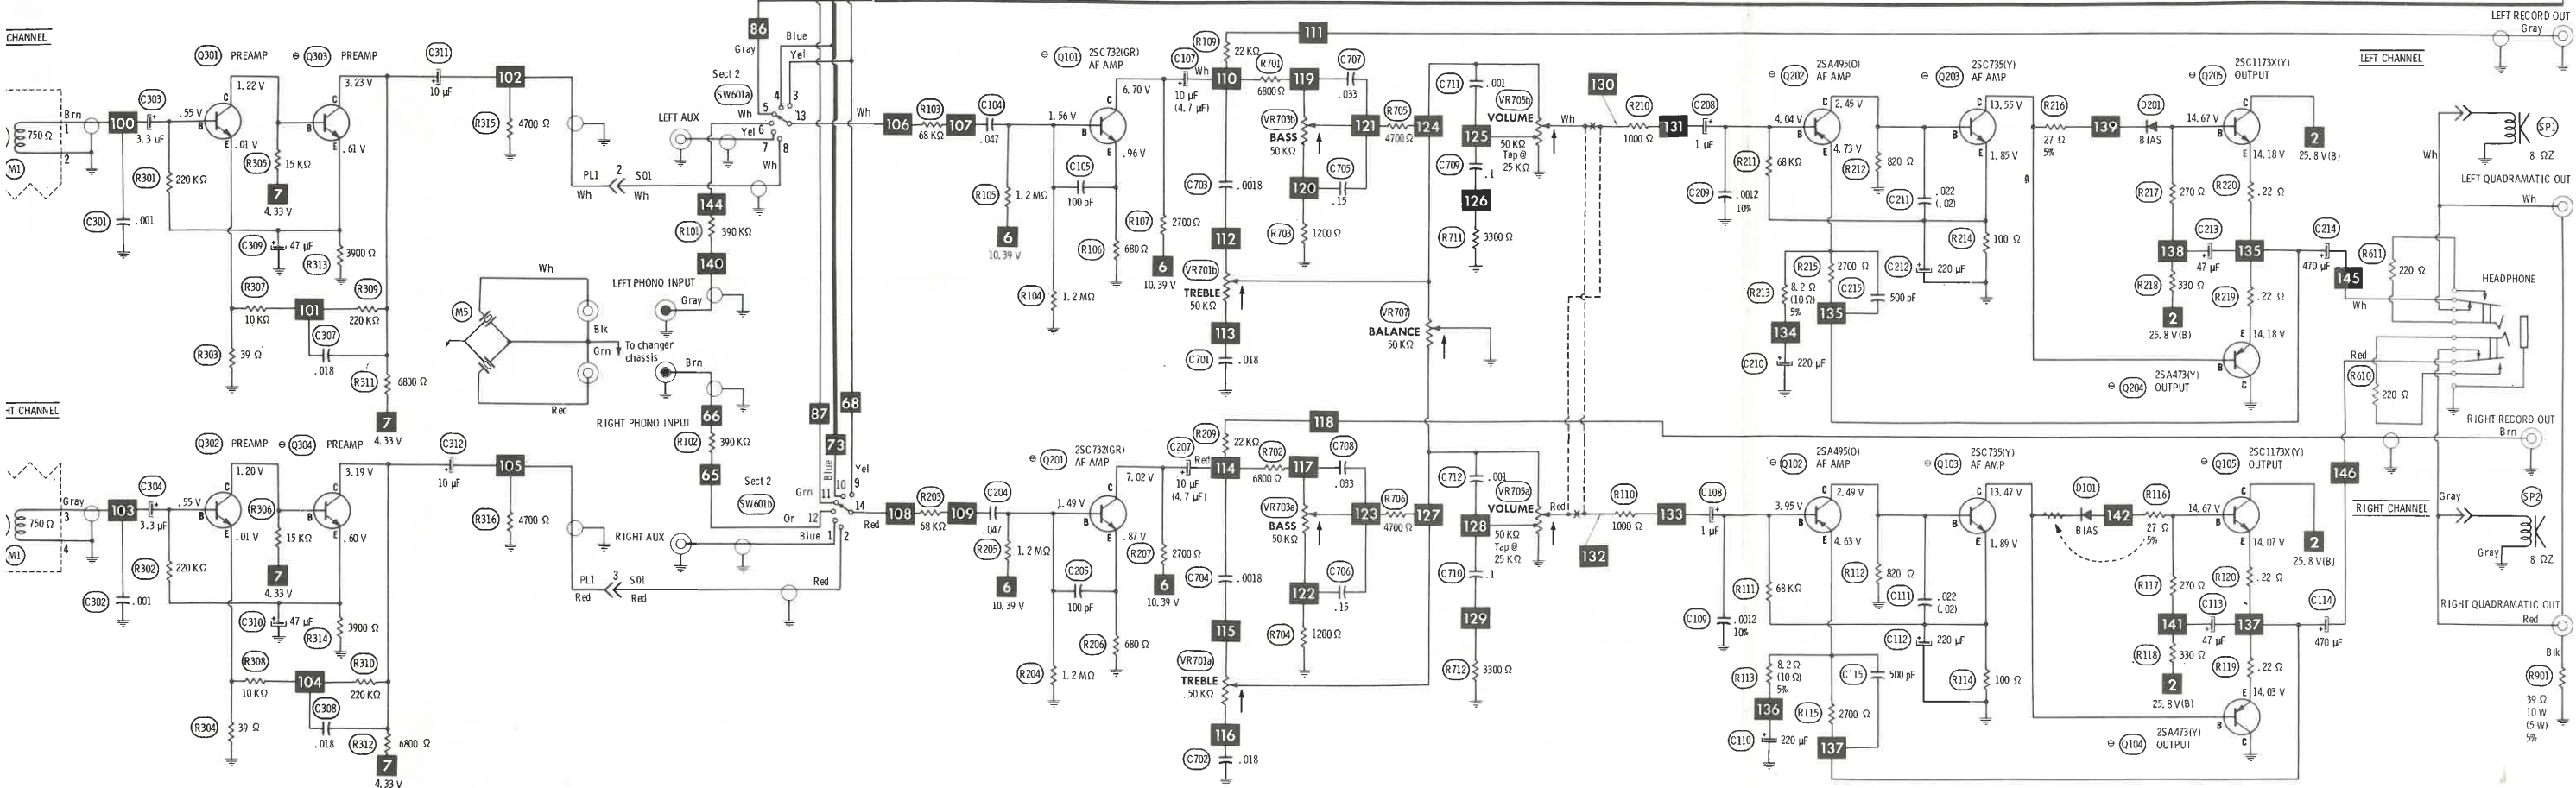 LEFT RECORD OUT
Gray
CHANNEL
LEFT CHANNEL
86
Blue
Gray
Yel
Sect 2
SW601a
5 4 3
Wh
6
13
Yel
7 8
Wh
Q301 PREAMP
⊖ Q303 PREAMP
C311
10 µF
102
R315
4700 Ω
1.22 V
3.23 V
Brn
1
100
C303
3.3 uF
.55 V
B
C
E
.01 V
R305
15 KΩ
7
4.33 V
.61 V
750 Ω
2
M1
R301
220 KΩ
C301
.001
C309
47 µF
R313
3900 Ω
R307
10 KΩ
101
R309
220 KΩ
C307
.018
R303
39 Ω
R311
6800 Ω
7
4.33 V
PL1 2 S01
Wh Wh
LEFT AUX
144
R101
390 KΩ
140
LEFT PHONO INPUT
Gray
M5
Wh
Blk
Grn
To changer
chassis
Red
Brn
66
RIGHT PHONO INPUT
R102
390 KΩ
65
87
73
68
Wh
106
R103
68 KΩ
107
C104
.047
⊖ Q101 2SC732(GR)
AF AMP
6.70 V
1.56 V
B
C
E
.96 V
C105
100 pF
R105
1.2 MΩ
6
10.39 V
R104
1.2 MΩ
R106
680 Ω
R107
2700 Ω
6
10.39 V
C107
10 µF
(4.7 µF)
Wh
R109
22 KΩ
111
110
R701
6800 Ω
119
C707
.033
VR703b
BASS
50 KΩ
121
R705
4700 Ω
124
C703
.0018
120
C705
.15
R703
1200 Ω
112
VR701b
TREBLE
50 KΩ
113
C701
.018
VR707
BALANCE
50 KΩ
C711
.001
VR705b
VOLUME
125
50 KΩ
Tap @
25 KΩ
C709
.1
126
R711
3300 Ω
Wh
130
R210
1000 Ω
131
C208
1 µF
C209
.0012
10%
R211
68 KΩ
⊖ Q202 2SA495(O)
AF AMP
2.45 V
4.04 V
B
C
E
4.73 V
R212
820 Ω
⊖ Q203 2SC735(Y)
AF AMP
13.55 V
B
C
E
1.85 V
C211
.022
(.02)
R214
100 Ω
C212
220 µF
R213
8.2 Ω
(10 Ω)
5%
R215
2700 Ω
C215
500 pF
134
135
C210
220 µF
R216
27 Ω
5%
139
D201
BIAS
⊖ Q205 2SC1173X(Y)
OUTPUT
14.67 V
B
C
E
14.18 V
2
25.8 V(B)
R217
270 Ω
R220
.22 Ω
138
C213
47 µF
135
R218
330 Ω
R219
.22 Ω
2
25.8 V(B)
E
14.18 V
B
C
⊖ Q204 2SA473(Y)
OUTPUT
C214
470 µF
145
Wh
R611
220 Ω
HEADPHONE
Red
R610
220 Ω
SP1
8 ΩZ
Wh
LEFT QUADRAMATIC OUT
Wh
HT CHANNEL
Q302 PREAMP
⊖ Q304 PREAMP
C312
10 µF
105
R316
4700 Ω
1.20 V
3.19 V
Gray
3
103
C304
3.3 µF
.55 V
B
C
E
.01 V
R306
15 KΩ
7
4.33 V
.60 V
750 Ω
4
M1
R302
220 KΩ
C302
.001
C310
47 µF
R314
3900 Ω
R308
10 KΩ
104
R310
220 KΩ
C308
.018
R304
39 Ω
R312
6800 Ω
7
4.33 V
PL1 3 S01
Red Red
RIGHT AUX
Sect 2
SW601b
Blue
Yel
Grn
11 10 9
Or
12
14
Blue
1 2
Red
Red
108
R203
68 KΩ
109
C204
.047
⊖ Q201 2SC732(GR)
AF AMP
7.02 V
1.49 V
B
C
E
.87 V
R205
1.2 MΩ
C205
100 pF
6
10.39 V
R204
1.2 MΩ
R206
680 Ω
R207
2700 Ω
6
10.39 V
C207
10 µF
(4.7 µF)
Red
R209
22 KΩ
118
114
R702
6800 Ω
117
C708
.033
VR703a
BASS
50 KΩ
123
R706
4700 Ω
127
C704
.0018
122
C706
.15
R704
1200 Ω
115
VR701a
TREBLE
50 KΩ
116
C702
.018
C712
.001
VR705a
VOLUME
128
50 KΩ
Tap @
25 KΩ
C710
.1
129
R712
3300 Ω
Red
132
R110
1000 Ω
133
C108
1 µF
C109
.0012
10%
R111
68 KΩ
⊖ Q102 2SA495(O)
AF AMP
2.49 V
3.95 V
B
C
E
4.63 V
R112
820 Ω
⊖ Q103 2SC735(Y)
AF AMP
13.47 V
B
C
E
1.89 V
C111
.022
(.02)
C112
220 µF
R114
100 Ω
R113
8.2 Ω
(10 Ω)
5%
136
R115
2700 Ω
C115
500 pF
C110
220 µF
137
D101
BIAS
142
R116
27 Ω
5%
⊖ Q105 2SC1173X(Y)
OUTPUT
14.67 V
B
C
E
14.07 V
2
25.8 V(B)
R117
270 Ω
R120
.22 Ω
141
C113
47 µF
137
C114
470 µF
R118
330 Ω
R119
.22 Ω
2
25.8 V(B)
E
14.03 V
B
C
⊖ Q104 2SA473(Y)
OUTPUT
146
RIGHT RECORD OUT
Brn
RIGHT CHANNEL
Gray
SP2
Gray
8 ΩZ
RIGHT QUADRAMATIC OUT
Red
Blk
R901
39 Ω
10 W
(5 W)
5%